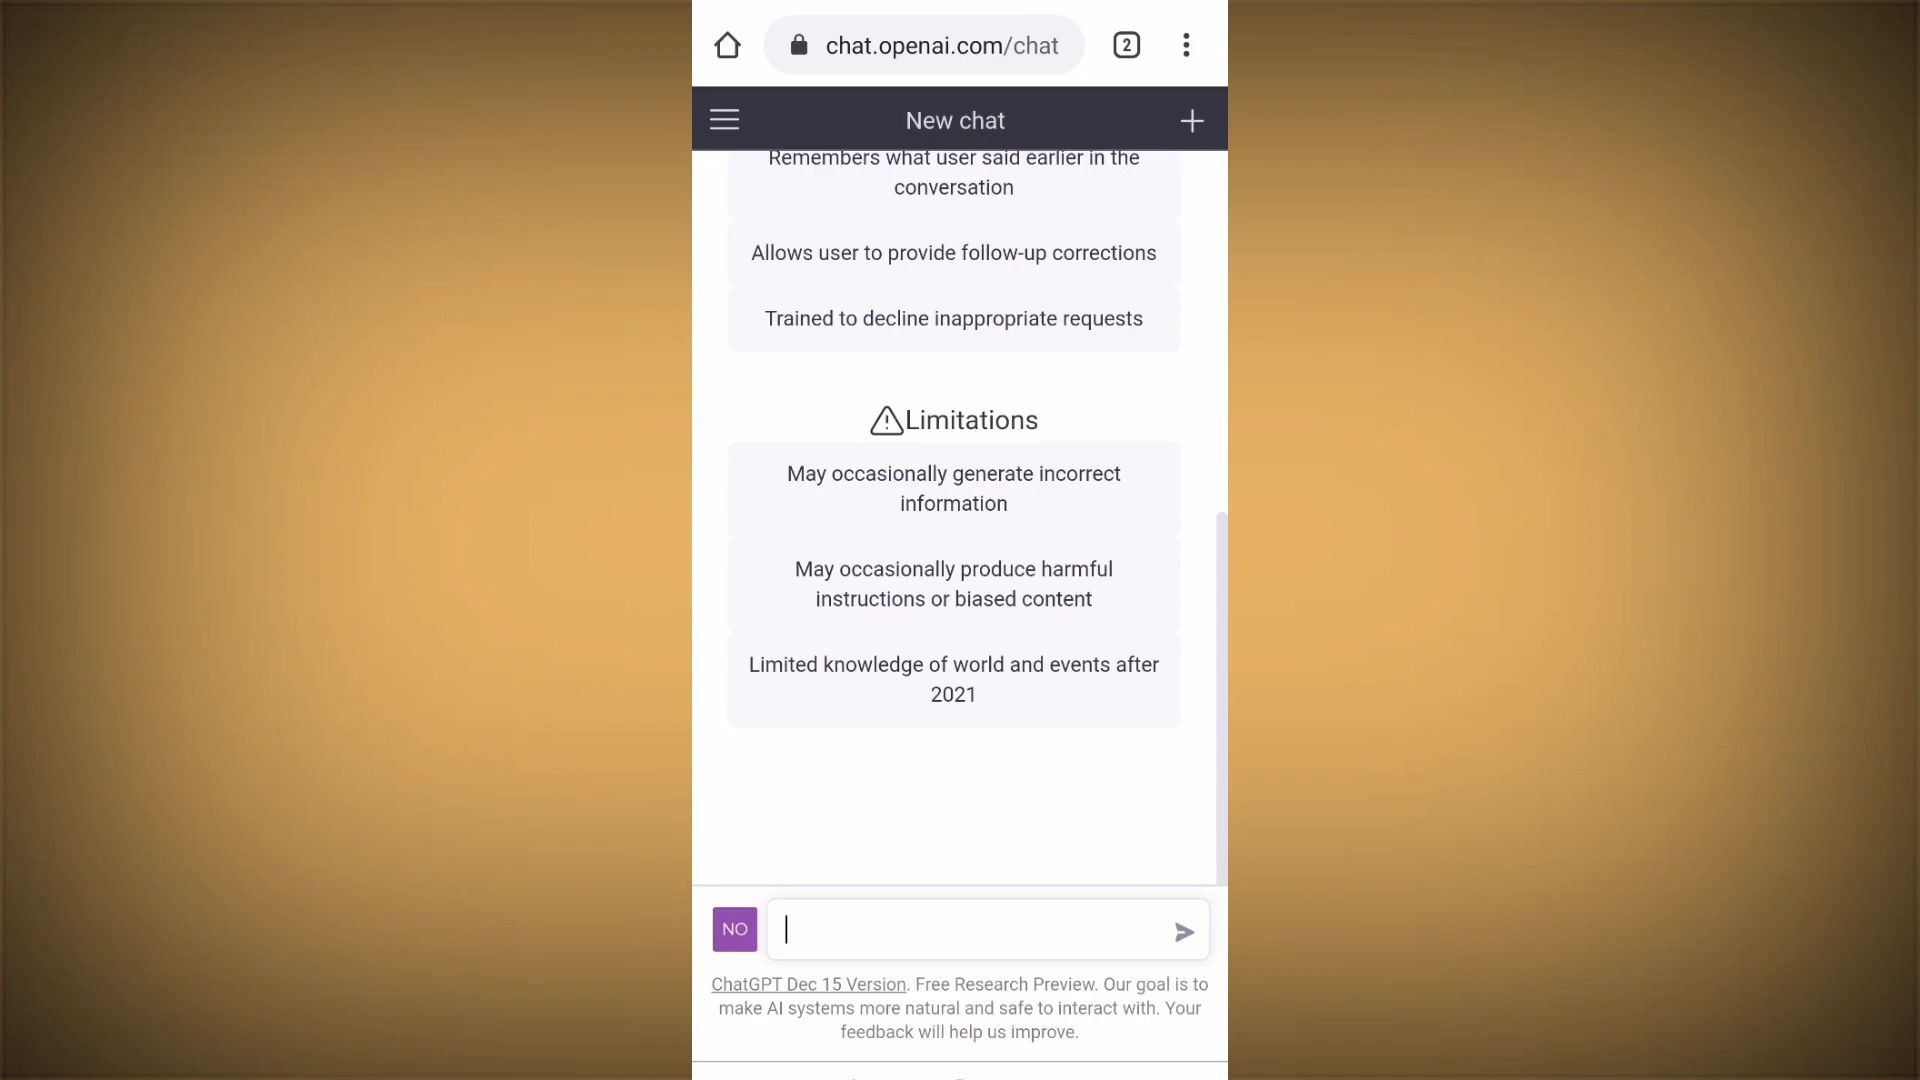 chat.openai.com/chat
2
New chat
Remembers what user said earlier in the
conversation
Allows user to provide follow-up corrections
Trained to decline inappropriate requests
Limitations
May occasionally generate incorrect
information
May occasionally produce harmful
instructions or biased content
Limited knowledge of world and events after
2021
NO
ChatGPT Dec 15 Version. Free Research Preview. Our goal is to
make AI systems more natural and safe to interact with. Your
feedback will help us improve.